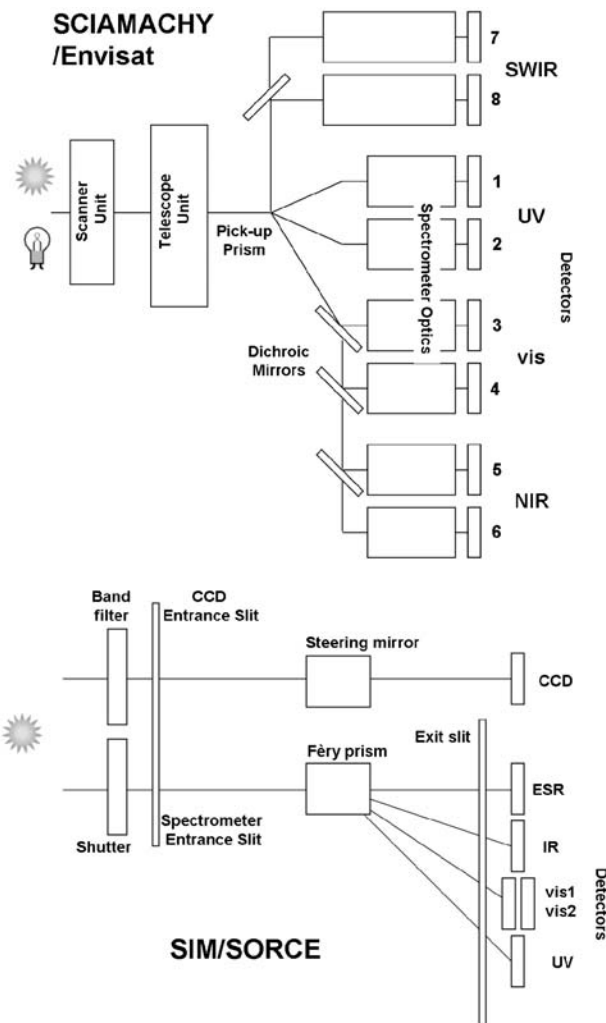 SCIAMACHY
/Envisat
7
SWIR
8
Scanner
Unit
Telescope
Unit
Pick-up
Prism
1
UV
2
Spectrometer Optics
Detectors
3
vis
Dichroic
Mirrors
4
5
NIR
6
Band
filter
CCD
Entrance Slit
Steering mirror
CCD
Exit slit
Fèry prism
ESR
Spectrometer
Entrance Slit
Shutter
IR
vis1
vis2
Detectors
UV
SIM/SORCE